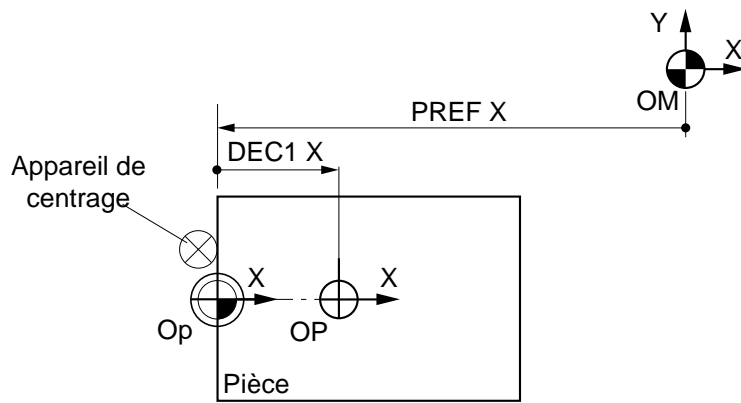 Y
X
OM
PREF X
DEC1 X
Appareil de
centrage
X
X
Op
OP
Pièce